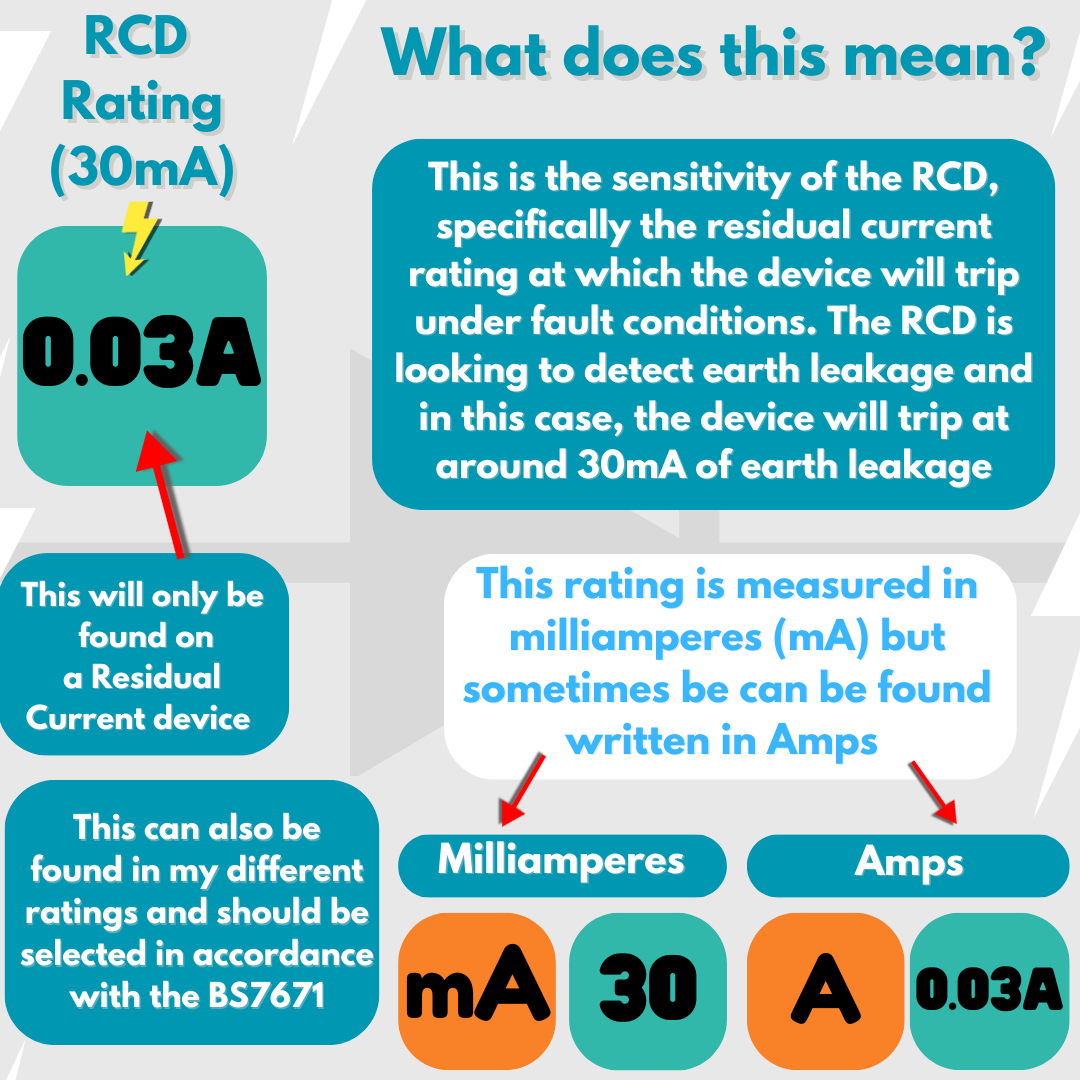 RCD
Rating
(30mA)
0.03A
This will only be
found on
a Residual
Current device
This can also be
found in my different
ratings and should be
selected in accordance
with the BS7671
What does this mean?
This is the sensitivity of the RCD,
specifically the residual current
rating at which the device will trip
under fault conditions. The RCD is
looking to detect earth leakage and
in this case, the device will trip at
around 30mA of earth leakage
This rating is measured in
milliamperes (mA) but
sometimes be can be found
written in Amps
Milliamperes
mA
30
Amps
A
0.03A